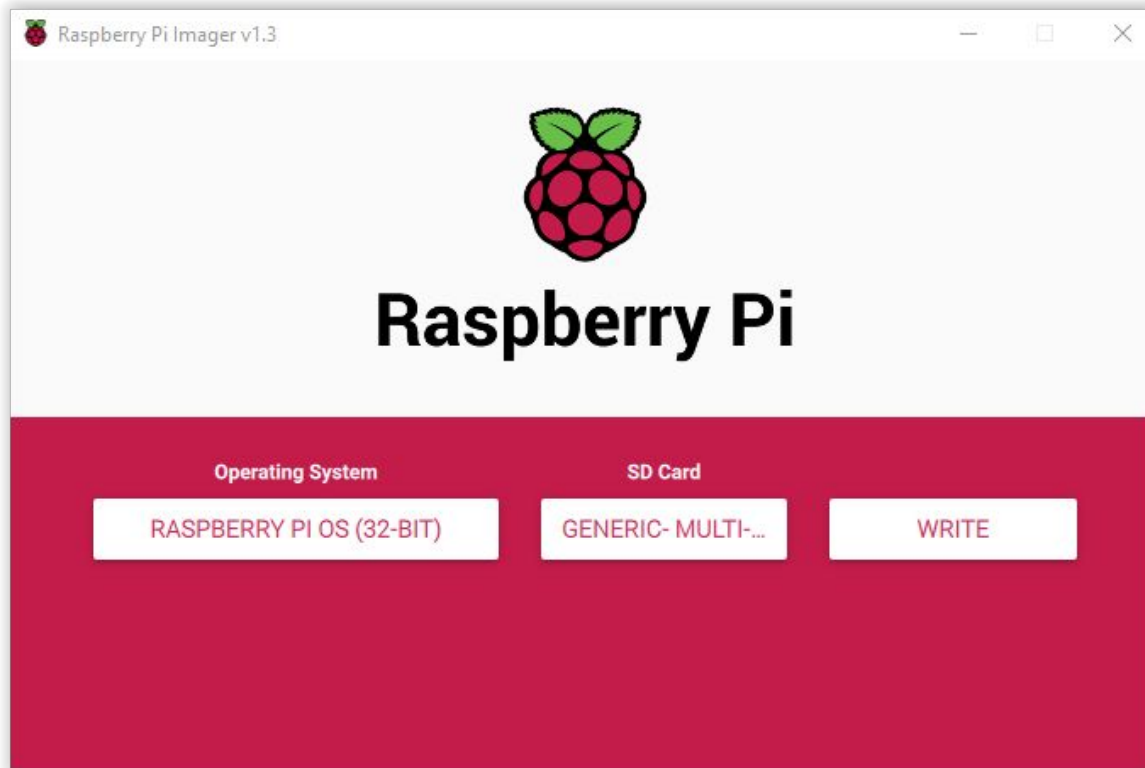 Raspberry Pi Imager v1.3
Raspberry Pi
Operating System
SD Card
RASPBERRY PI OS (32-BIT)
GENERIC- MULTI-...
WRITE